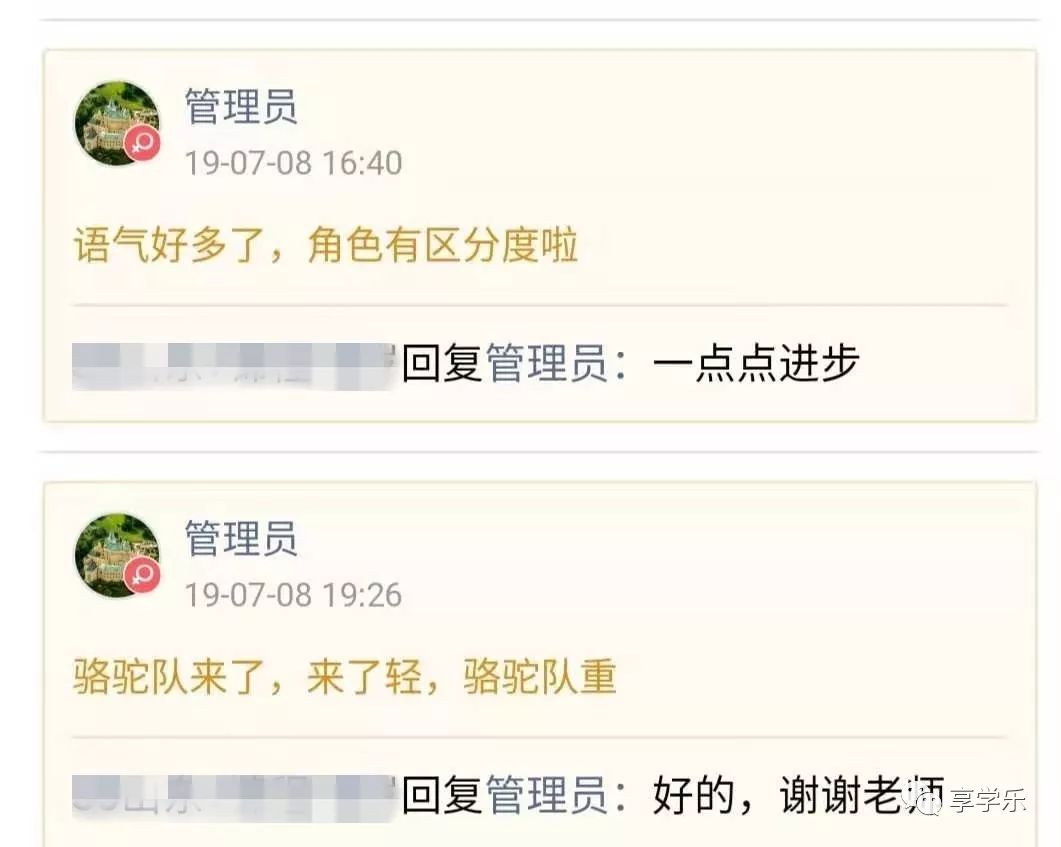 管理员
19-07-08 16:40
语气好多了，角色有区分度啦
回复管理员：一点点进步
管理员
19-07-08 19:26
骆驼队来了，来了轻，骆驼队重
回复管理员：好的，谢谢老师
享学乐